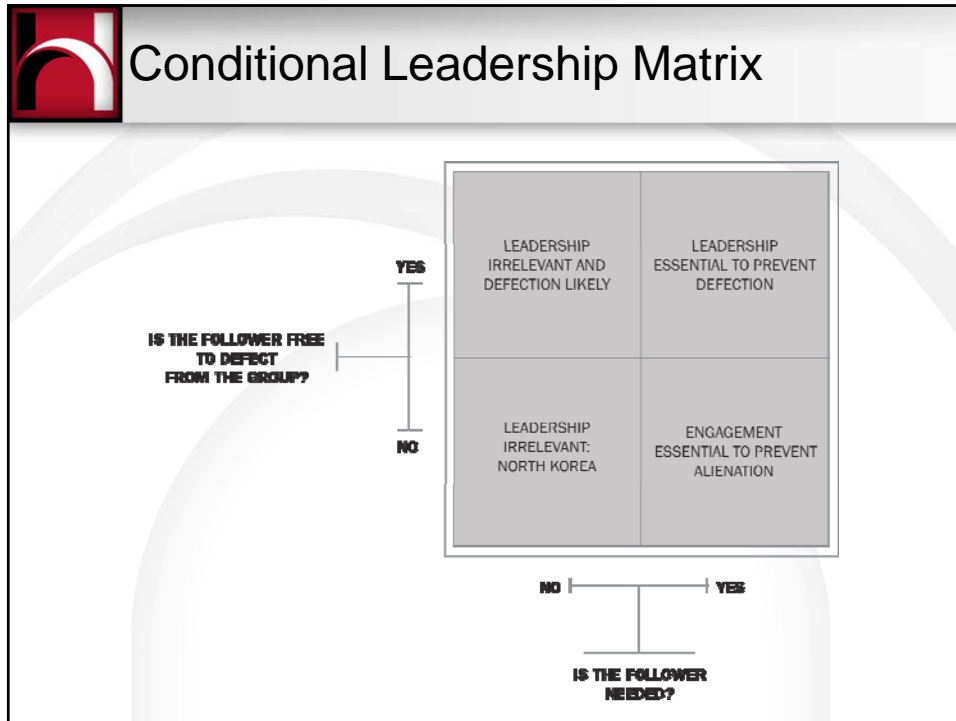 Conditional Leadership Matrix
LEADERSHIP
IRRELEVANT AND
DEFECTION LIKELY
LEADERSHIP
ESSENTIAL TO PREVENT
DEFECTION
YES
IS THE FOLLOWER FREE
TO DEFECT
FROM THE GROUP?
NO
LEADERSHIP
IRRELEVANT:
NORTH KOREA
ENGAGEMENT
ESSENTIAL TO PREVENT
ALIENATION
NO
YES
IS THE FOLLOWER
NEEDED?